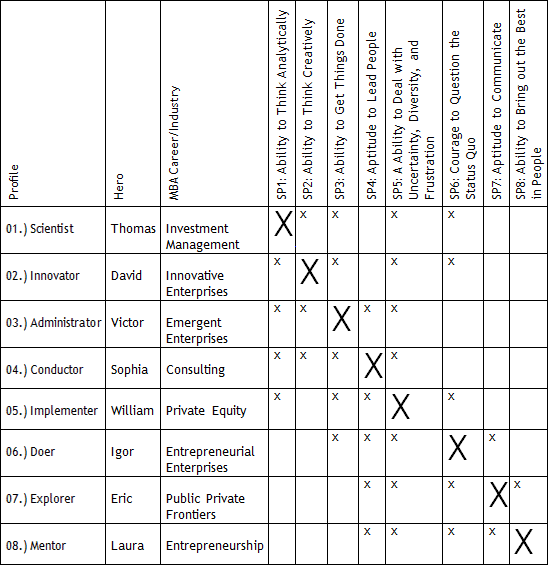 Profile
Hero
MBA Career/Industry
SP1: Ability to Think Analytically
SP2: Ability to Think Creatively
SP3: Ability to Get Things Done
SP4: Aptitude to Lead People
SP5: A Ability to Deal with
Uncertainty, Diversity, and
Frustration
SP6: Courage to Question the
Status Quo
SP7: Aptitude to Communicate
SP8: Ability to Bring out the Best
in People
01.) Scientist Thomas Investment
Management X x x x x
02.) Innovator David Innovative
Enterprises x X x x x
03.) Administrator Victor Emergent
Enterprises x x X x x
04.) Conductor Sophia Consulting x x x X x
05.) Implementer William Private Equity x x x X x
06.) Doer Igor Entrepreneurial
Enterprises x x x X x
07.) Explorer Eric Public Private
Frontiers x x x X x
08.) Mentor Laura Entrepreneurship x x x x X